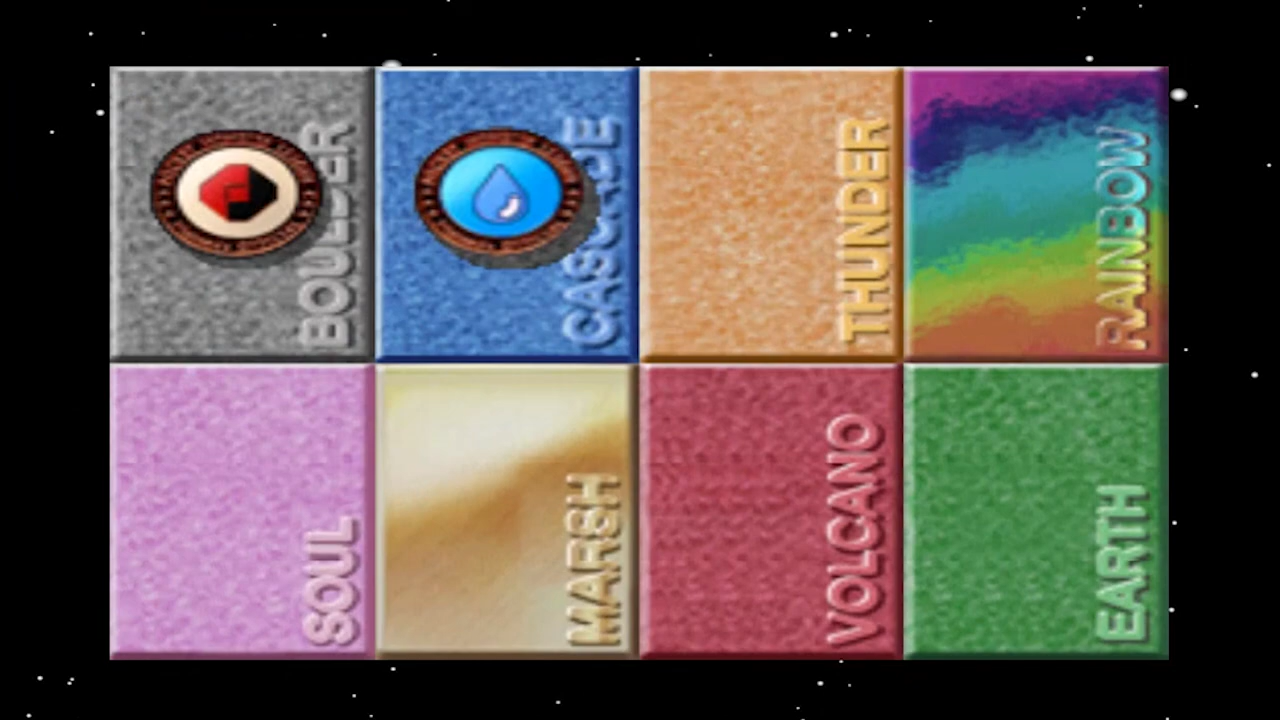 BOULDER
CASCADE
THUNDER
RAINBOW
SOUL
MARSH
VOLCANO
EARTH